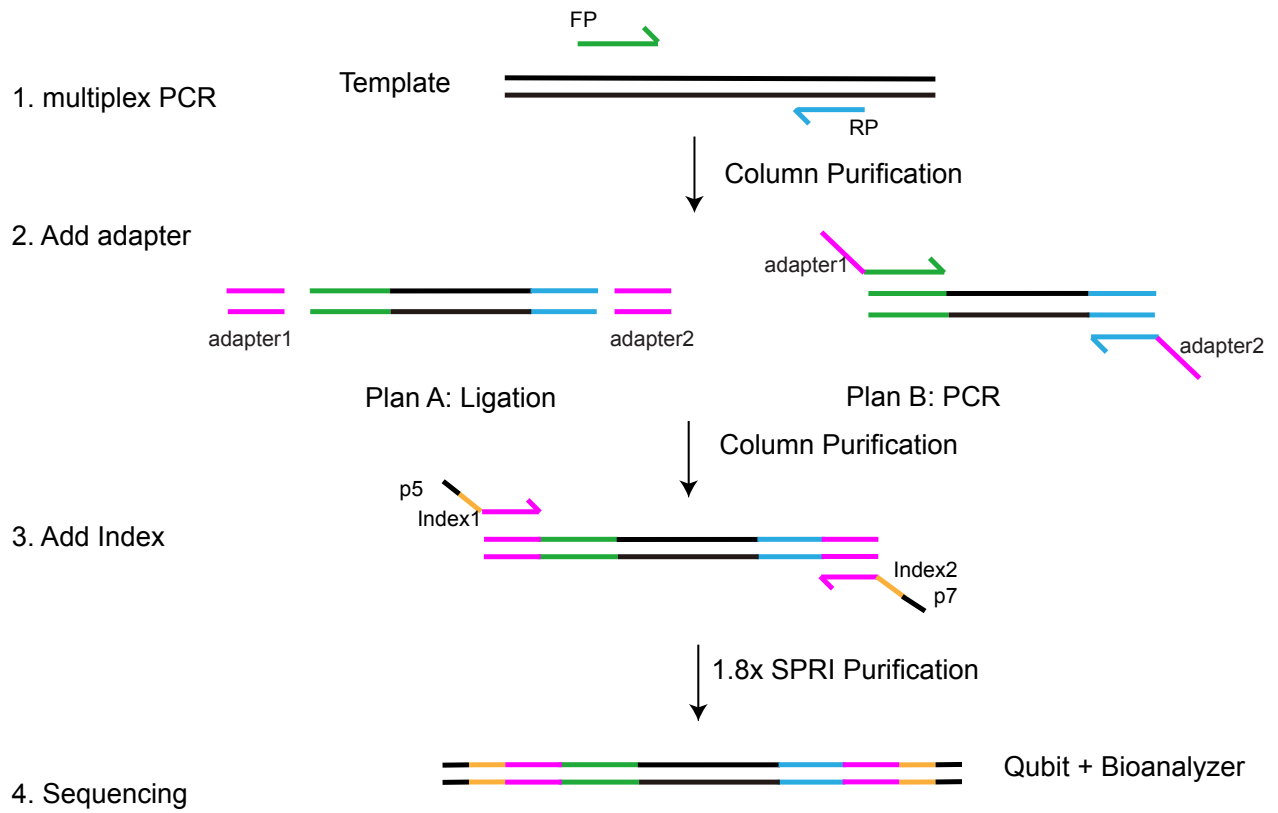 FP
1. multiplex PCR
Template
RP
Column Purification
2. Add adapter
adapter1
adapter2
adapter1
adapter2
Plan A: Ligation
Plan B: PCR
Column Purification
p5
Index1
3. Add Index
Index2
p7
1.8x SPRI Purification
4. Sequencing
Qubit + Bioanalyzer